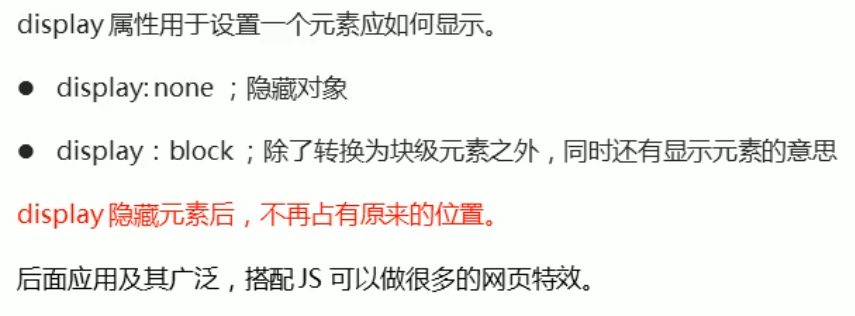 display 属性用于设置一个元素应如何显示。
● display: none ；隐藏对象
● display：block ；除了转换为块级元素之外，同时还有显示元素的意思
display 隐藏元素后，不再占有原来的位置。
后面应用及其广泛，搭配 JS 可以做很多的网页特效。